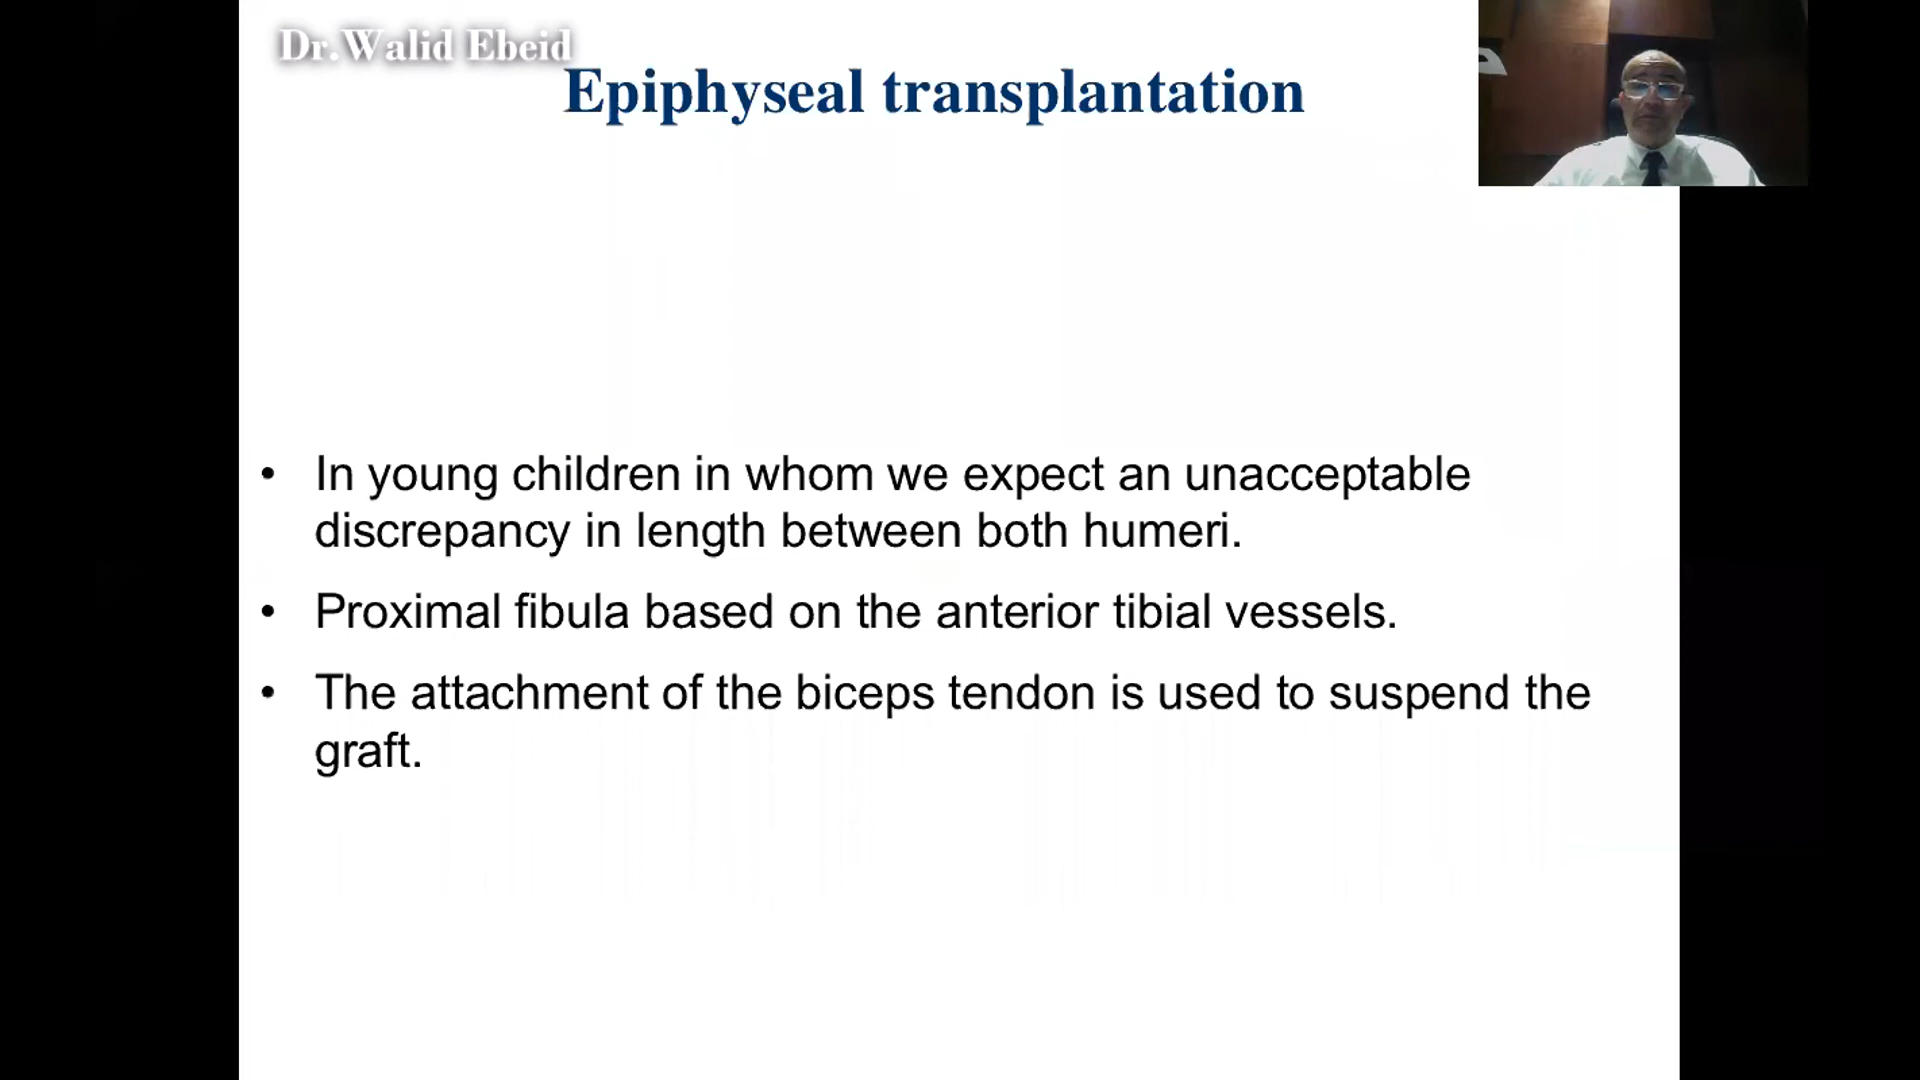 Dr.Walid Ebeid
Epiphyseal transplantation
• In young children in whom we expect an unacceptable
discrepancy in length between both humeri.
• Proximal fibula based on the anterior tibial vessels.
• The attachment of the biceps tendon is used to suspend the
graft.